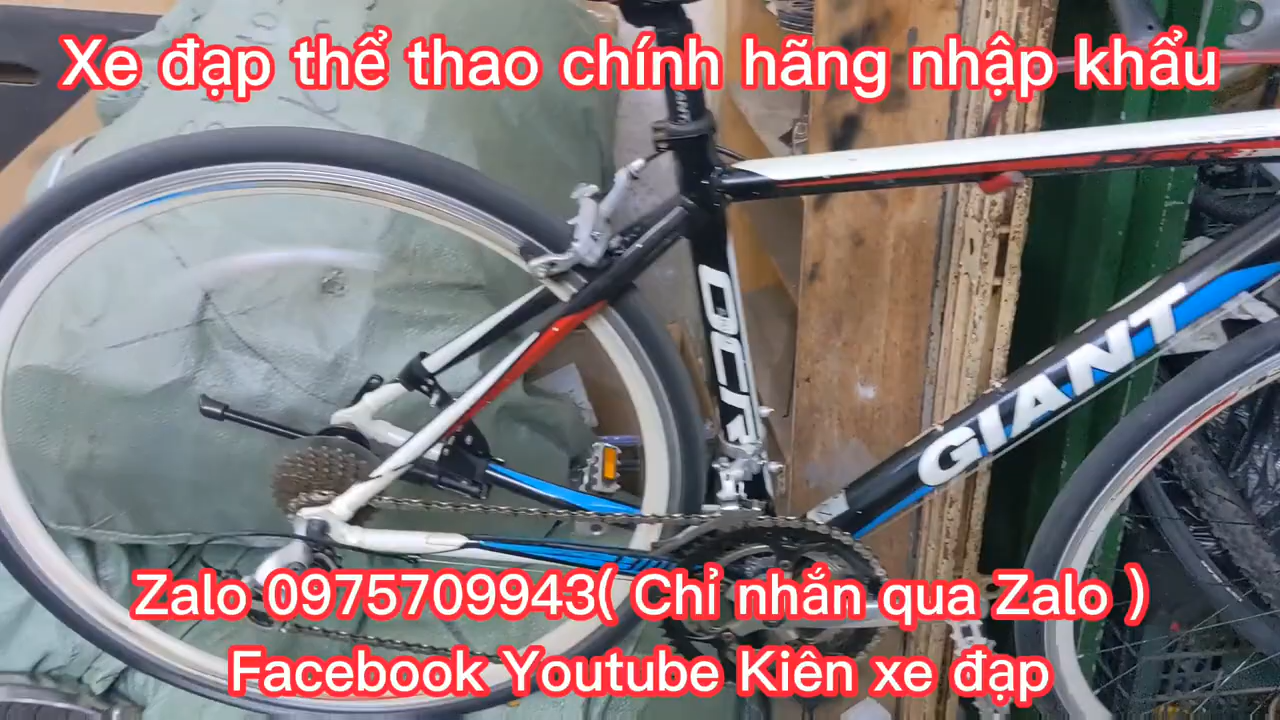 Xe đạp thể thao chính hãng nhập khẩu
OCR
GIANT
Zalo 0975709943( Chỉ nhắn qua Zalo )
Facebook Youtube Kiên xe đạp